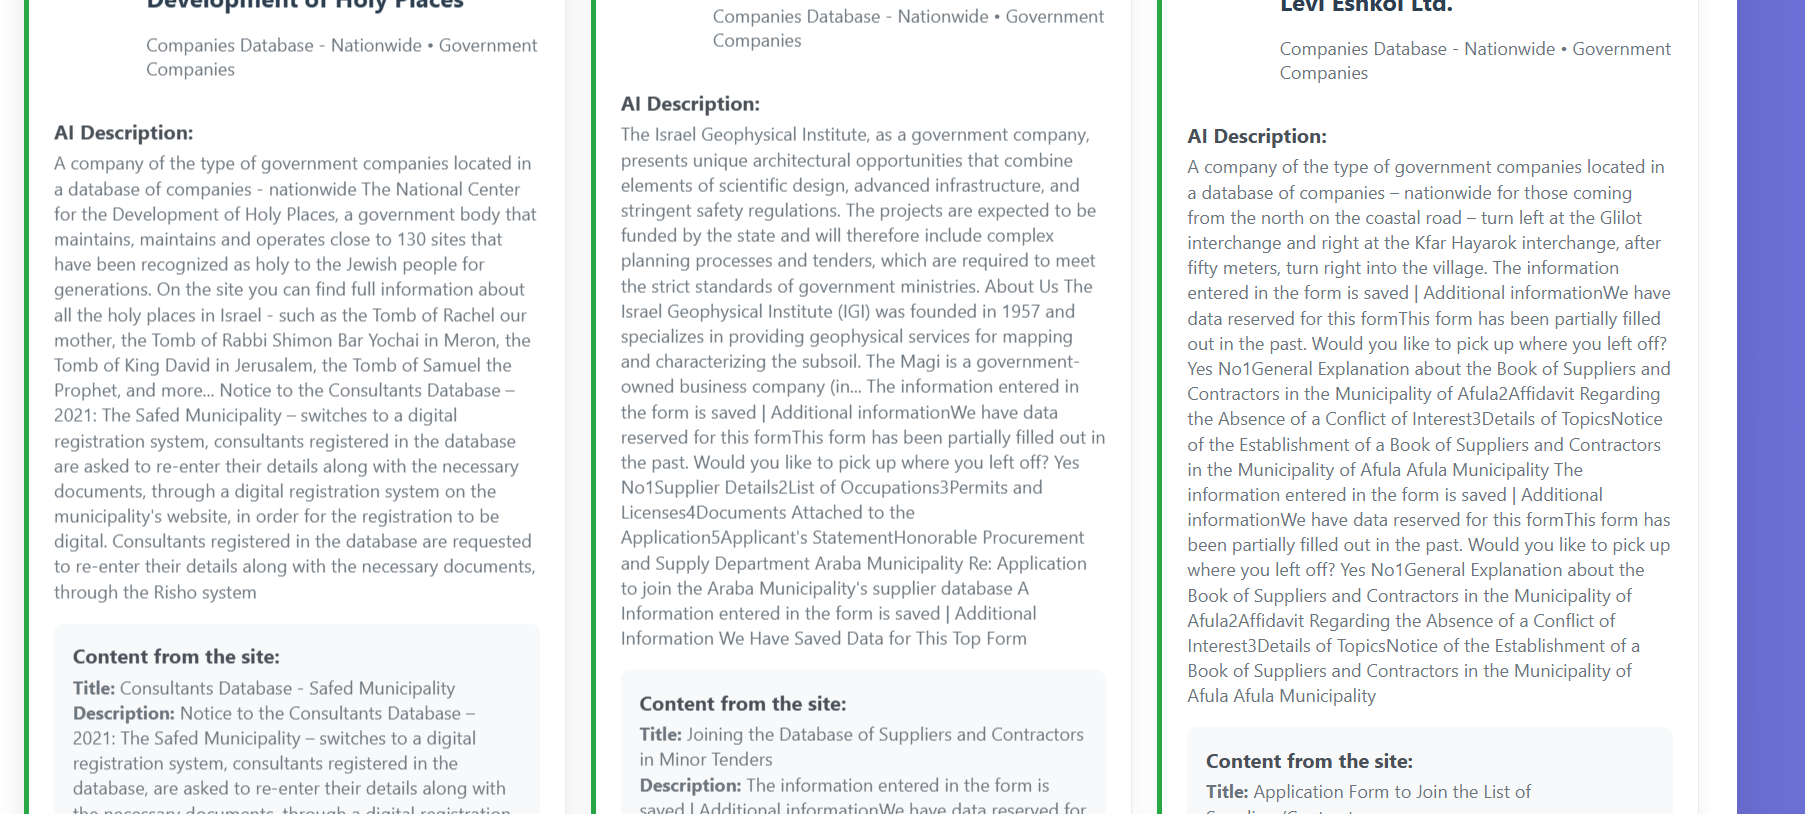 Development of Holy Places
Companies Database - Nationwide • Government
Companies
AI Description:
A company of the type of government companies located in
a database of companies - nationwide The National Center
for the Development of Holy Places, a government body that
maintains, maintains and operates close to 130 sites that
have been recognized as holy to the Jewish people for
generations. On the site you can find full information about
all the holy places in Israel - such as the Tomb of Rachel our
mother, the Tomb of Rabbi Shimon Bar Yochai in Meron, the
Tomb of King David in Jerusalem, the Tomb of Samuel the
Prophet, and more... Notice to the Consultants Database –
2021: The Safed Municipality – switches to a digital
registration system, consultants registered in the database
are asked to re-enter their details along with the necessary
documents, through a digital registration system on the
municipality's website, in order for the registration to be
digital. Consultants registered in the database are requested
to re-enter their details along with the necessary documents,
through the Risho system
Content from the site:
Title: Consultants Database - Safed Municipality
Description: Notice to the Consultants Database –
2021: The Safed Municipality – switches to a digital
registration system, consultants registered in the
database, are asked to re-enter their details along with
the necessary documents, through a digital registration
Companies Database - Nationwide • Government
Companies
AI Description:
The Israel Geophysical Institute, as a government company,
presents unique architectural opportunities that combine
elements of scientific design, advanced infrastructure, and
stringent safety regulations. The projects are expected to be
funded by the state and will therefore include complex
planning processes and tenders, which are required to meet
the strict standards of government ministries. About Us The
Israel Geophysical Institute (IGI) was founded in 1957 and
specializes in providing geophysical services for mapping
and characterizing the subsoil. The Magi is a government-
owned business company (in... The information entered in
the form is saved | Additional informationWe have data
reserved for this formThis form has been partially filled out in
the past. Would you like to pick up where you left off? Yes
No1Supplier Details2List of Occupations3Permits and
Licenses4Documents Attached to the
Application5Applicant's StatementHonorable Procurement
and Supply Department Araba Municipality Re: Application
to join the Araba Municipality's supplier database A
Information entered in the form is saved | Additional
Information We Have Saved Data for This Top Form
Content from the site:
Title: Joining the Database of Suppliers and Contractors
in Minor Tenders
Description: The information entered in the form is
saved | Additional informationWe have data reserved for
Levi Eshkol Ltd.
Companies Database - Nationwide • Government
Companies
AI Description:
A company of the type of government companies located in
a database of companies – nationwide for those coming
from the north on the coastal road – turn left at the Glilot
interchange and right at the Kfar Hayarok interchange, after
fifty meters, turn right into the village. The information
entered in the form is saved | Additional informationWe have
data reserved for this formThis form has been partially filled
out in the past. Would you like to pick up where you left off?
Yes No1General Explanation about the Book of Suppliers and
Contractors in the Municipality of Afula2Affidavit Regarding
the Absence of a Conflict of Interest3Details of TopicsNotice
of the Establishment of a Book of Suppliers and Contractors
in the Municipality of Afula Afula Municipality The
information entered in the form is saved | Additional
informationWe have data reserved for this formThis form has
been partially filled out in the past. Would you like to pick up
where you left off? Yes No1General Explanation about the
Book of Suppliers and Contractors in the Municipality of
Afula2Affidavit Regarding the Absence of a Conflict of
Interest3Details of TopicsNotice of the Establishment of a
Book of Suppliers and Contractors in the Municipality of
Afula Afula Municipality
Content from the site:
Title: Application Form to Join the List of